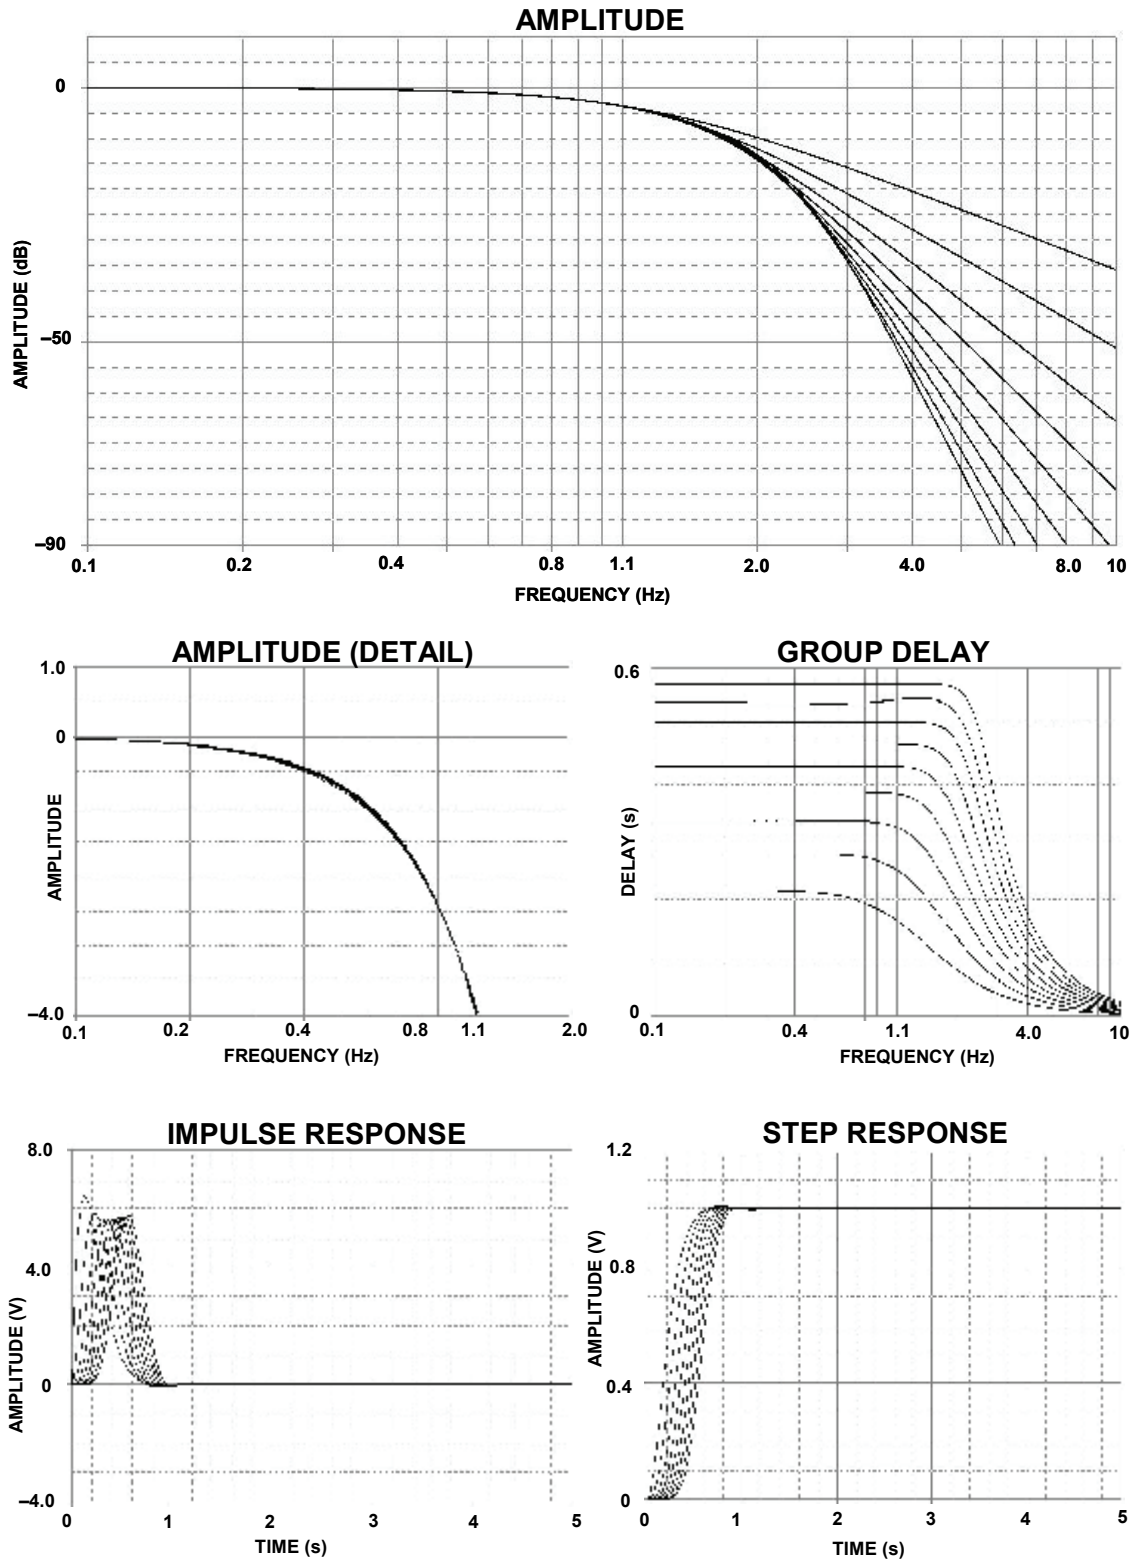 AMPLITUDE
0
–50
–90
AMPLITUDE (dB)
0.1 0.2 0.4 0.8 1.1 2.0 4.0 8.0 10
FREQUENCY (Hz)
AMPLITUDE (DETAIL)
1.0
0
–4.0
AMPLITUDE
0.1 0.2 0.4 0.8 1.1 2.0
FREQUENCY (Hz)
GROUP DELAY
0.6
0
DELAY (s)
0.1 0.4 1.1 4.0 10
FREQUENCY (Hz)
IMPULSE RESPONSE
8.0
4.0
0
–4.0
AMPLITUDE (V)
0 1 2 3 4 5
TIME (s)
STEP RESPONSE
1.2
0.8
0.4
0
AMPLITUDE (V)
0 1 2 3 4 5
TIME (s)